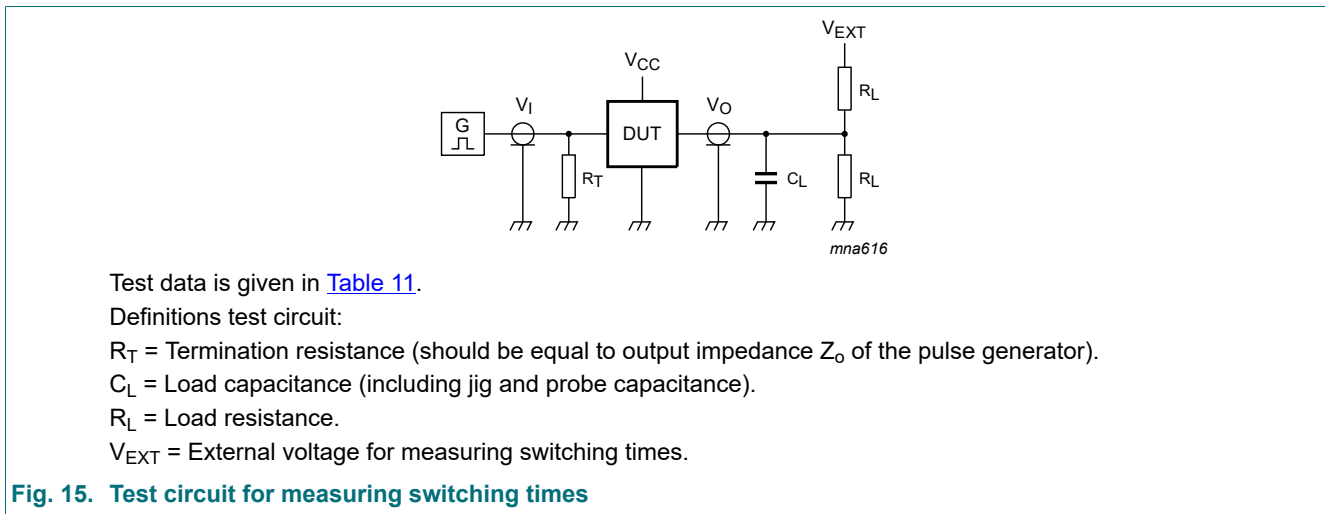 VEXT
RL
VCC
VI
VO
G
DUT
RT
CL
RL
mna616
Test data is given in Table 11.
Definitions test circuit:
RT = Termination resistance (should be equal to output impedance Zo of the pulse generator).
CL = Load capacitance (including jig and probe capacitance).
RL = Load resistance.
VEXT = External voltage for measuring switching times.
Fig. 15. Test circuit for measuring switching times